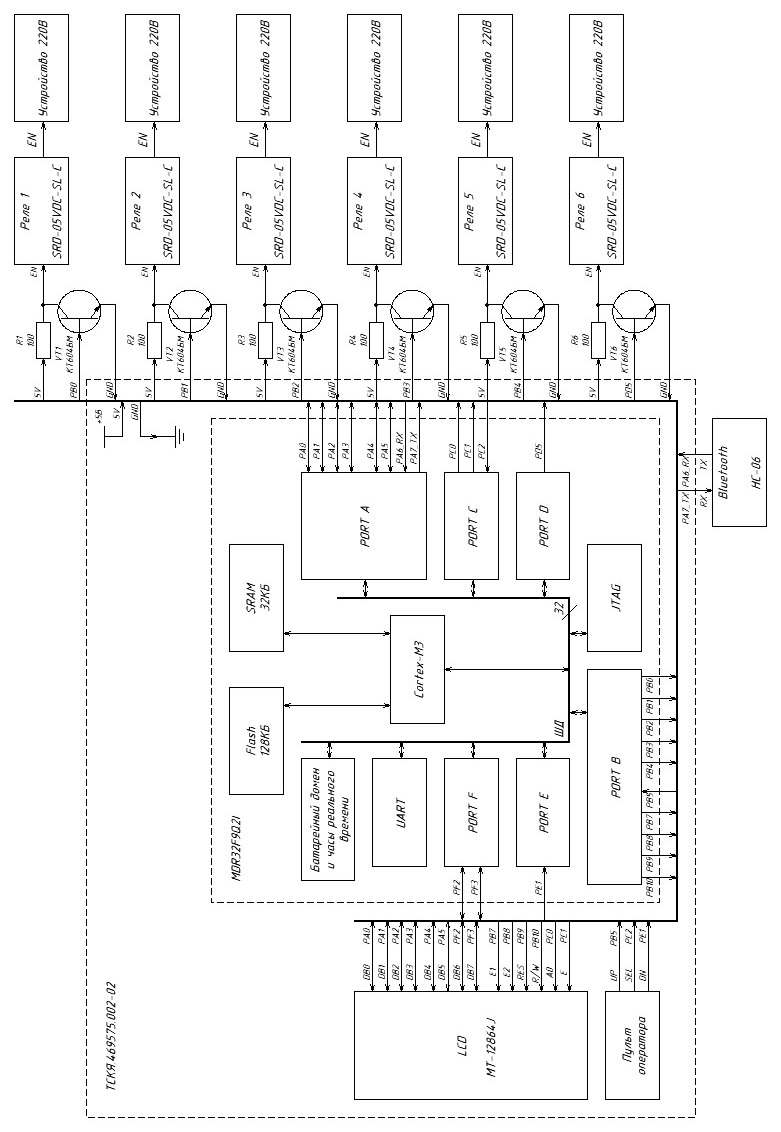 Устройство 220В
Устройство 220В
Устройство 220В
Устройство 220В
Устройство 220В
Устройство 220В
EN
EN
EN
EN
EN
EN
Реле 1
SRD-05VDC-SL-C
Реле 2
SRD-05VDC-SL-C
Реле 3
SRD-05VDC-SL-C
Реле 4
SRD-05VDC-SL-C
Реле 5
SRD-05VDC-SL-C
Реле 6
SRD-05VDC-SL-C
EN
EN
EN
EN
EN
EN
R1
100
VT1
КТ604БМ
R2
100
VT2
КТ604БМ
R3
100
VT3
КТ604БМ
R4
100
VT4
КТ604БМ
R5
100
VT5
КТ604БМ
R6
100
VT6
КТ604БМ
5V
PB0
GND
5V
PB1
GND
5V
PB2
GND
5V
PB3
GND
5V
PB4
GND
5V
PD5
GND
+5В
5V
GND
PA0
PA1
PA2
PA3
PA4
PA5
PA6_RX
PA7_TX
PC0
PC1
PC2
PD5
PORT A
PORT C
PORT D
PA7_TX
PA6_RX
RX
TX
Bluetooth
HC-06
SRAM
32КБ
Flash
128КБ
Cortex-M3
32
ШД
JTAG
Батарейный домен
и часы реального
времени
UART
PORT F
PORT E
PORT B
PB0
PB1
PB2
PB3
PB4
PB5
PB7
PB8
PB9
PB10
MDR32F9Q2I
PF2
PF3
PE1
PA0
PA1
PA2
PA3
PA4
PA5
PF2
PF3
PB7
PB8
PB9
PB10
PC0
PC1
DB0
DB1
DB2
DB3
DB4
DB5
DB6
DB7
E1
E2
RES
R/W
A0
E
PB5
PC2
PE1
UP
SEL
DN
LCD
MT-12864J
Пульт
оператора
ТСКЯ.469575.002-02